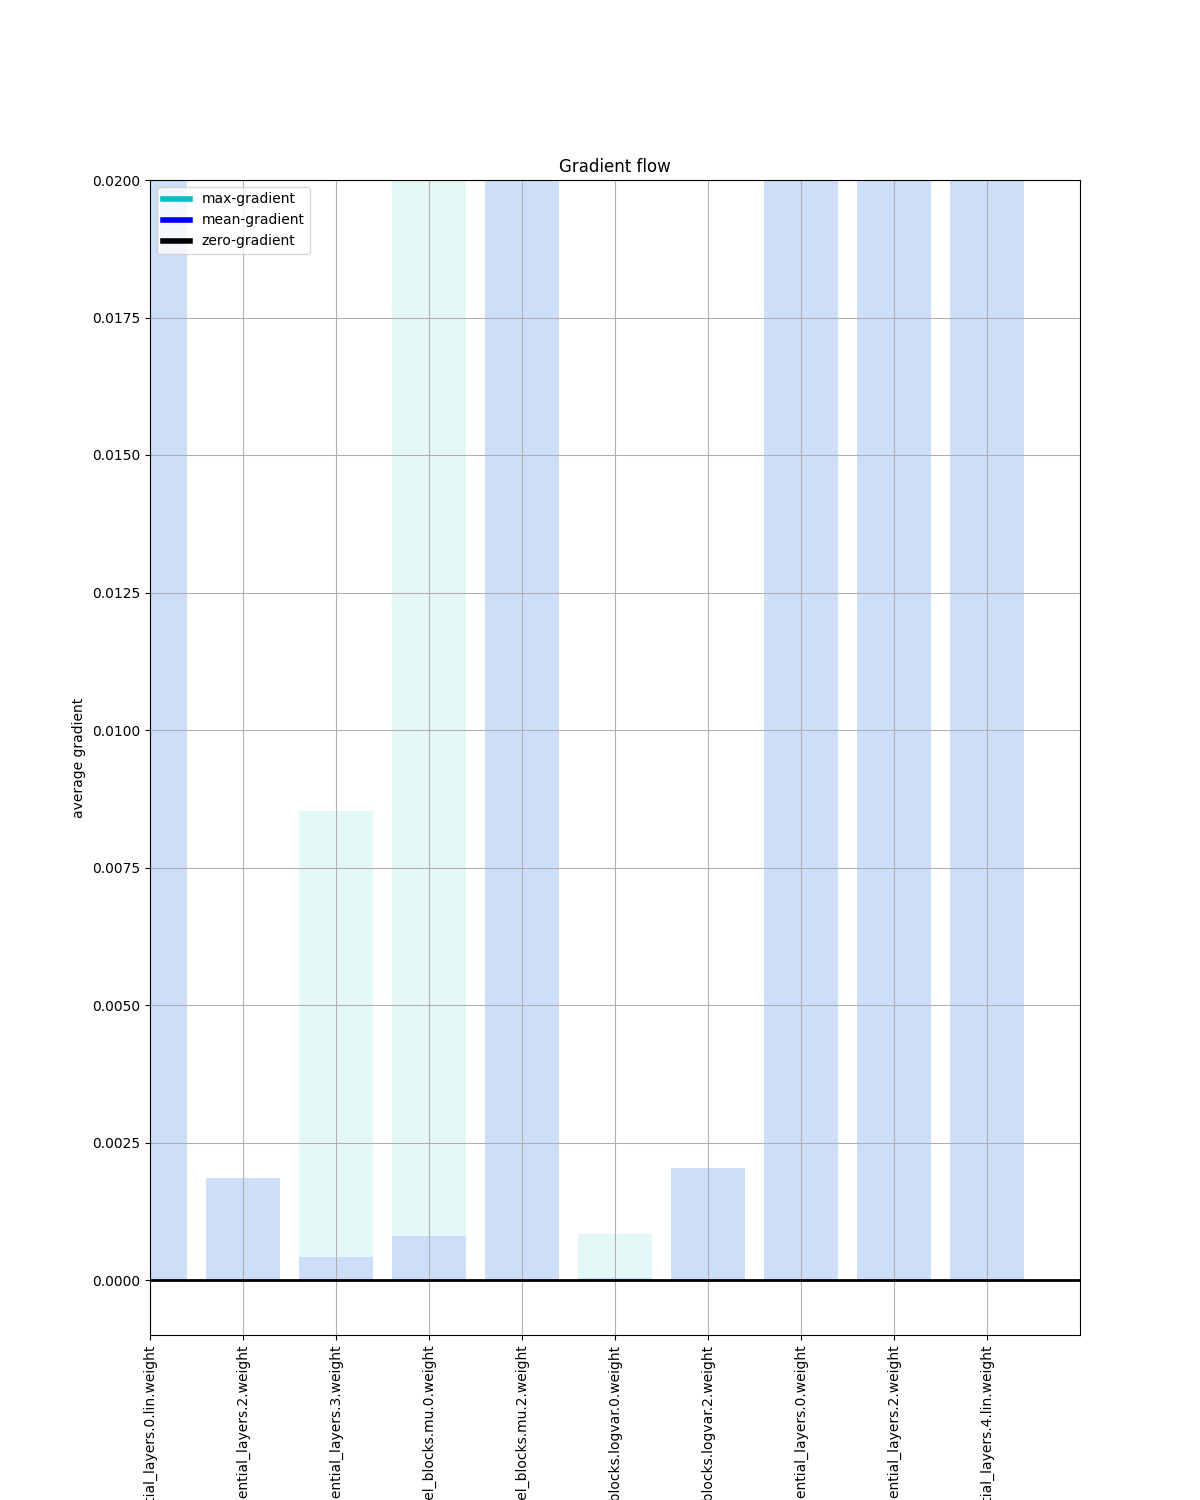 Gradient flow
max-gradient
mean-gradient
zero-gradient
average gradient
0.0200
0.0175
0.0150
0.0125
0.0100
0.0075
0.0050
0.0025
0.0000
tial_layers.0.lin.weight
ential_layers.2.weight
ential_layers.3.weight
el_blocks.mu.0.weight
el_blocks.mu.2.weight
blocks.logvar.0.weight
blocks.logvar.2.weight
ential_layers.0.weight
ential_layers.2.weight
tial_layers.4.lin.weight